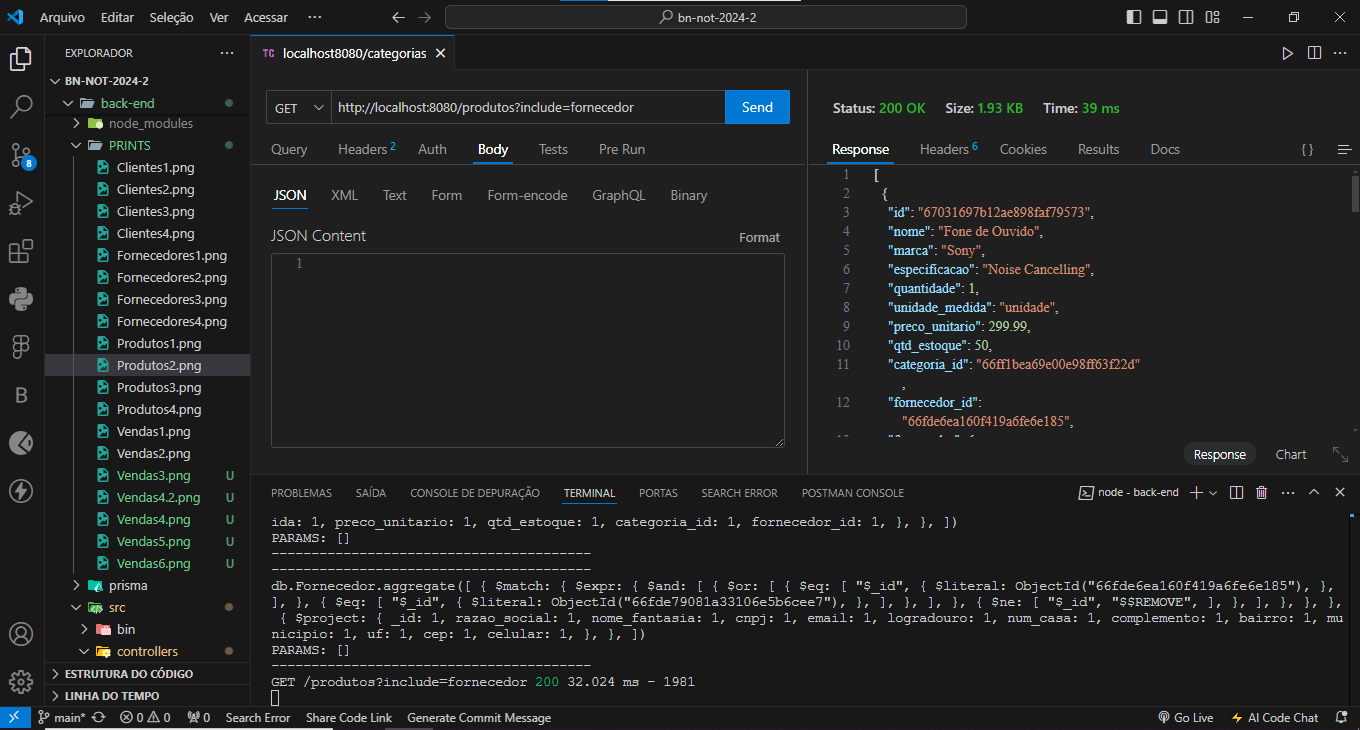 Arquivo Editar Seleção Ver Acessar ··· bn-not-2024-2
EXPLORADOR ···
BN-NOT-2024-2
back-end
node_modules
PRINTS
Clientes1.png
Clientes2.png
Clientes3.png
Clientes4.png
Fornecedores1.png
Fornecedores2.png
Fornecedores3.png
Fornecedores4.png
Produtos1.png
Produtos2.png
Produtos3.png
Produtos4.png
Vendas1.png
Vendas2.png
Vendas3.png U
Vendas4.2.png U
Vendas4.png U
Vendas5.png U
Vendas6.png U
prisma
src
bin
controllers
ESTRUTURA DO CÓDIGO
LINHA DO TEMPO
8
B
TC localhost8080/categorias
GET http://localhost:8080/produtos?include=fornecedor Send
Query Headers 2 Auth Body Tests Pre Run
JSON XML Text Form Form-encode GraphQL Binary
JSON Content Format
1
Status: 200 OK Size: 1.93 KB Time: 39 ms
Response Headers 6 Cookies Results Docs { }
1 [
2 {
3 "id": "67031697b12ae898faf79573",
4 "nome": "Fone de Ouvido",
5 "marca": "Sony",
6 "especificacao": "Noise Cancelling",
7 "quantidade": 1,
8 "unidade_medida": "unidade",
9 "preco_unitario": 299.99,
10 "qtd_estoque": 50,
11 "categoria_id": "66ff1bea69e00e98ff63f22d"
,
12 "fornecedor_id":
"66fde6ea160f419a6fe6e185",
Response Chart
PROBLEMAS SAÍDA CONSOLE DE DEPURAÇÃO TERMINAL PORTAS SEARCH ERROR POSTMAN CONSOLE node - back-end
ida: 1, preco_unitario: 1, qtd_estoque: 1, categoria_id: 1, fornecedor_id: 1, }, }, ])
PARAMS: []
----------------------------------------
----------------------------------------
db.Fornecedor.aggregate([ { $match: { $expr: { $and: [ { $or: [ { $eq: [ "$_id", { $literal: ObjectId("66fde6ea160f419a6fe6e185"), },
], }, { $eq: [ "$_id", { $literal: ObjectId("66fde79081a33106e5b6cee7"), }, ], }, ], }, { $ne: [ "$_id", "$$REMOVE", ], }, ], }, }, },
{ $project: { _id: 1, razao_social: 1, nome_fantasia: 1, cnpj: 1, email: 1, logradouro: 1, num_casa: 1, complemento: 1, bairro: 1, mu
nicipio: 1, uf: 1, cep: 1, celular: 1, }, }, ])
PARAMS: []
----------------------------------------
GET /produtos?include=fornecedor 200 32.024 ms - 1981
main* 0 0 0 Search Error Share Code Link Generate Commit Message Go Live AI Code Chat